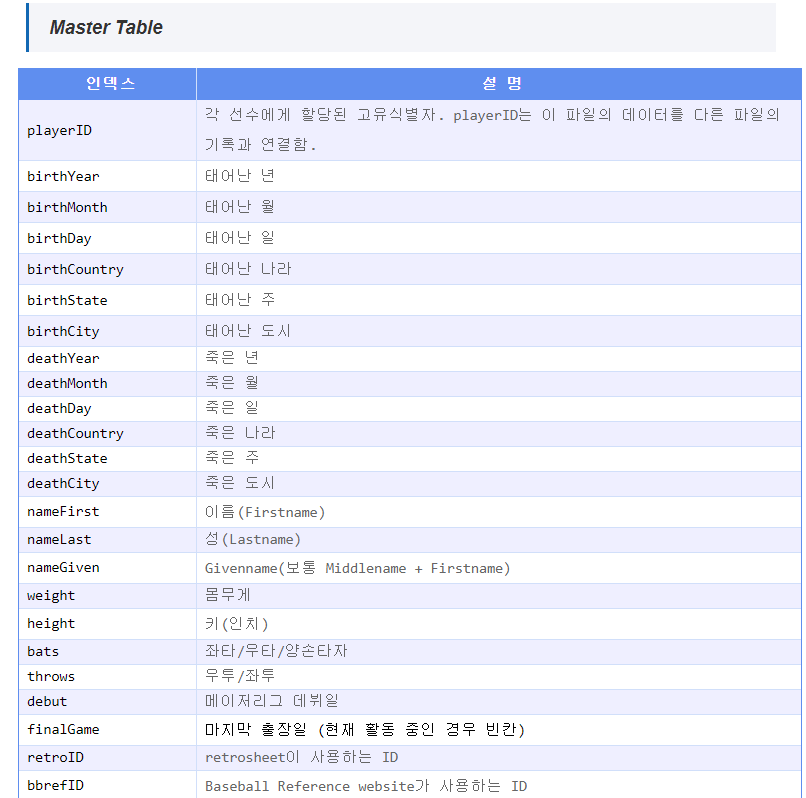 Master Table
인덱스 설 명
playerID 각 선수에게 할당된 고유식별자. playerID는 이 파일의 데이터를 다른 파일의
기록과 연결함.
birthYear 태어난 년
birthMonth 태어난 월
birthDay 태어난 일
birthCountry 태어난 나라
birthState 태어난 주
birthCity 태어난 도시
deathYear 죽은 년
deathMonth 죽은 월
deathDay 죽은 일
deathCountry 죽은 나라
deathState 죽은 주
deathCity 죽은 도시
nameFirst 이름(Firstname)
nameLast 성(Lastname)
nameGiven Givenname(보통 Middlename + Firstname)
weight 몸무게
height 키(인치)
bats 좌타/우타/양손타자
throws 우투/좌투
debut 메이저리그 데뷔일
finalGame 마지막 출장일 (현재 활동 중인 경우 빈칸)
retroID retrosheet이 사용하는 ID
bbrefID Baseball Reference website가 사용하는 ID